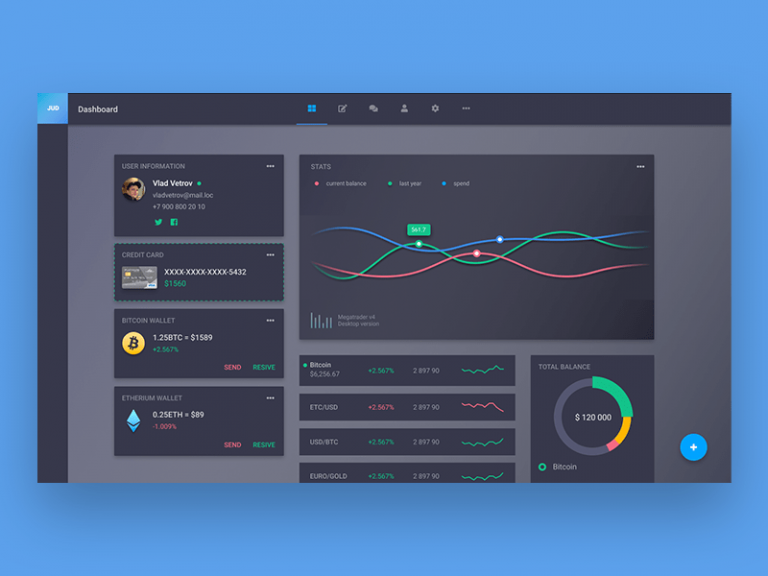 JUD
Dashboard
USER INFORMATION
Vlad Vetrov
vladvetrov@mail.loc
+7 900 800 20 10
CREDIT CARD
XXXX-XXXX-XXXX-5432
$1560
BITCOIN WALLET
1.25BTC = $1589
+2.567%
SEND RESIVE
ETHERIUM WALLET
0.25ETH = $89
-1.009%
SEND RESIVE
STATS
current balance last year spend
561.7
Megatrader v4
Desktop version
Bitcoin
$6,256.67 +2.567% 2 897 90
ETC/USD +2.567% 2 897 90
USD/BTC +2.567% 2 897 90
EURO/GOLD +2.567% 2 897 90
TOTAL BALANCE
$ 120 000
Bitcoin